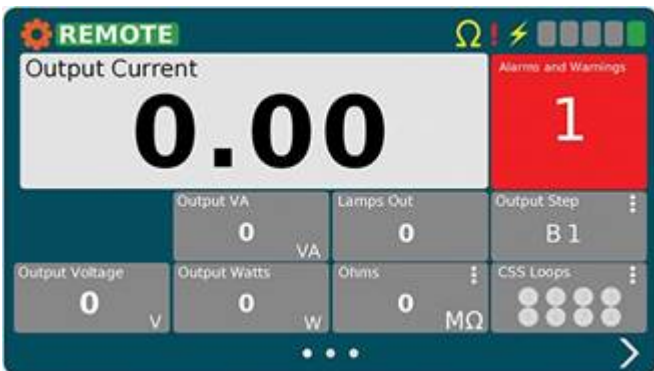 REMOTE
Ω !
Output Current
0.00
Alarms and Warnings
1
Output VA
0
VA
Lamps Out
0
Output Step
B1
Output Voltage
0
V
Output Watts
0
W
Ohms
0
MΩ
CSS Loops